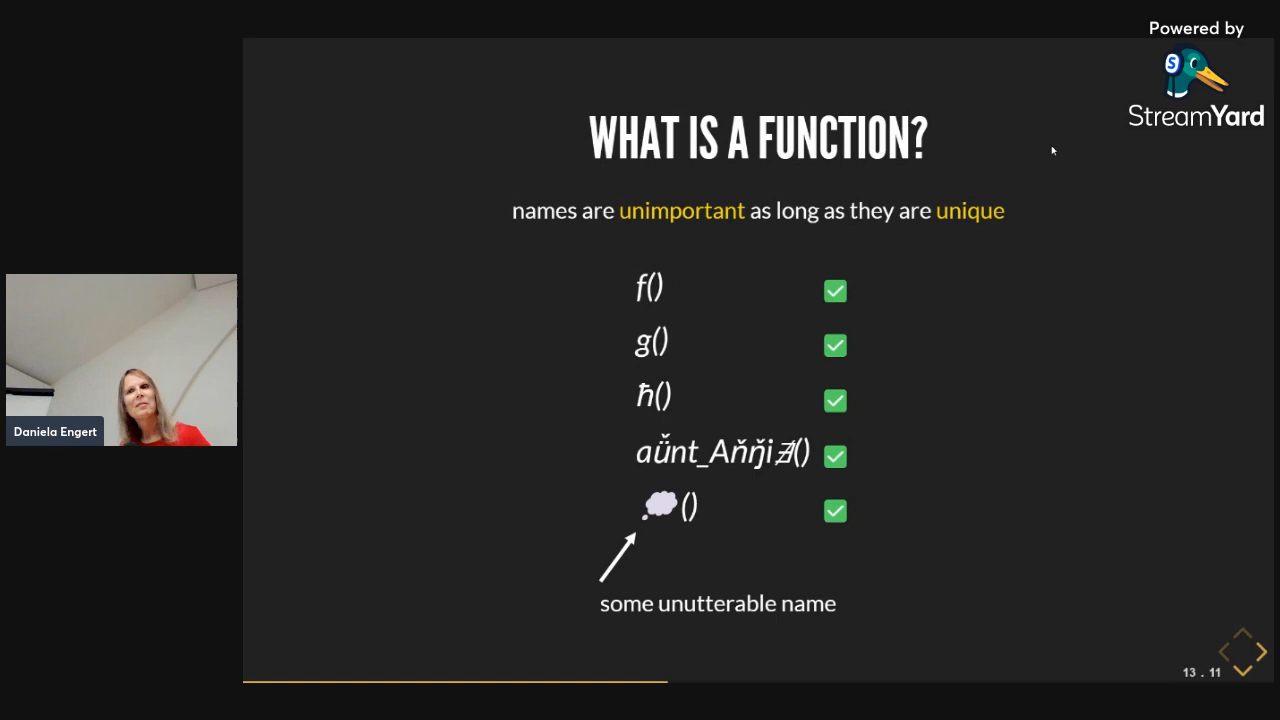 Powered by
StreamYard
WHAT IS A FUNCTION?
names are unimportant as long as they are unique
f()
g()
ħ()
() 
some unutterable name
Daniela Engert
13 . 11